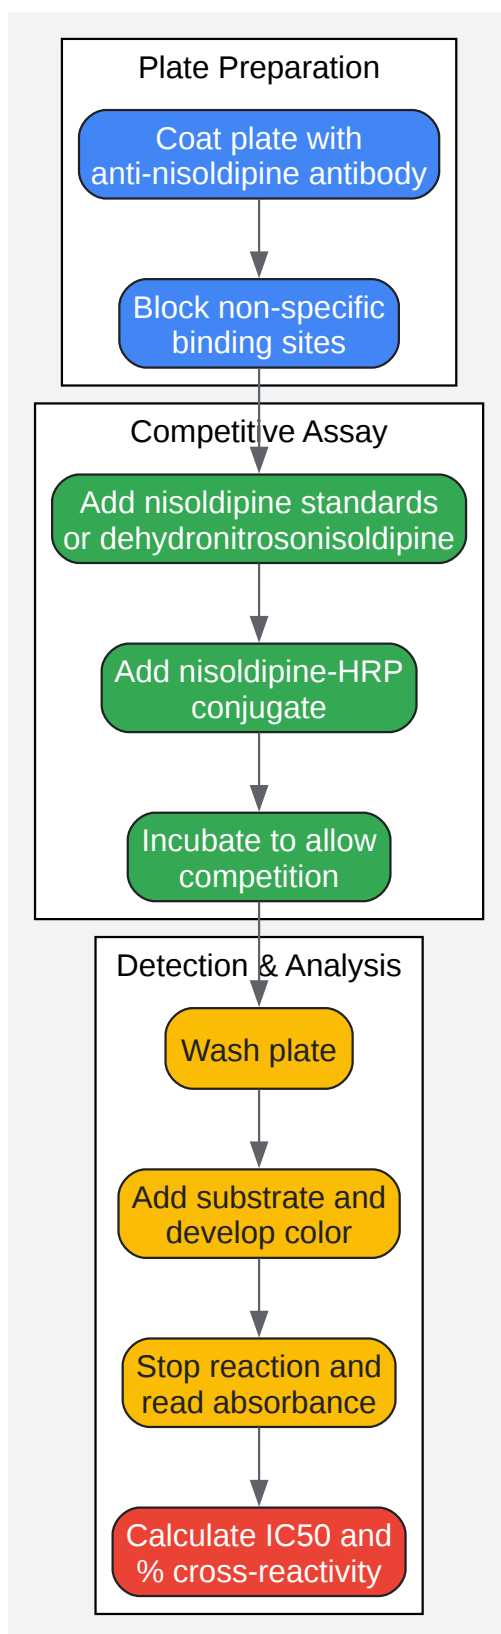 Plate Preparation
Coat plate with
anti-nisoldipine antibody
Block non-specific
binding sites
Competitive Assay
Add nisoldipine standards
or dehydronitrosonisoldipine
Add nisoldipine-HRP
conjugate
Incubate to allow
competition
Detection & Analysis
Wash plate
Add substrate and
develop color
Stop reaction and
read absorbance
Calculate IC50 and
% cross-reactivity